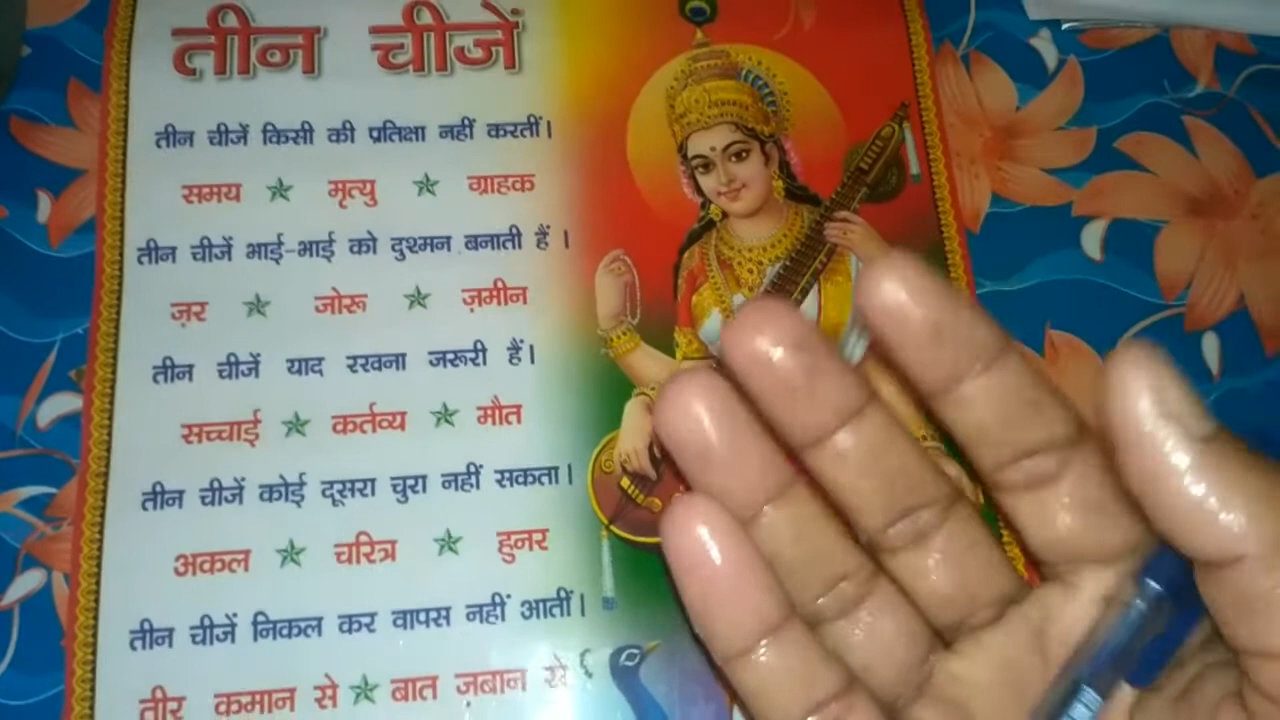 तीन चीजें
तीन चीजें किसी की प्रतिक्षा नहीं करतीं।
समय ★ मृत्यु ★ ग्राहक
तीन चीजें भाई-भाई को दुश्मन बनाती हैं ।
ज़र ★ जोरू ★ ज़मीन
तीन चीजें याद रखना जरूरी हैं।
सच्चाई ★ कर्तव्य ★ मौत
तीन चीजें कोई दूसरा चुरा नहीं सकता।
अकल ★ चरित्र ★ हुनर
तीन चीजें निकल कर वापस नहीं आतीं।
तीर कमान से ★ बात ज़बान से